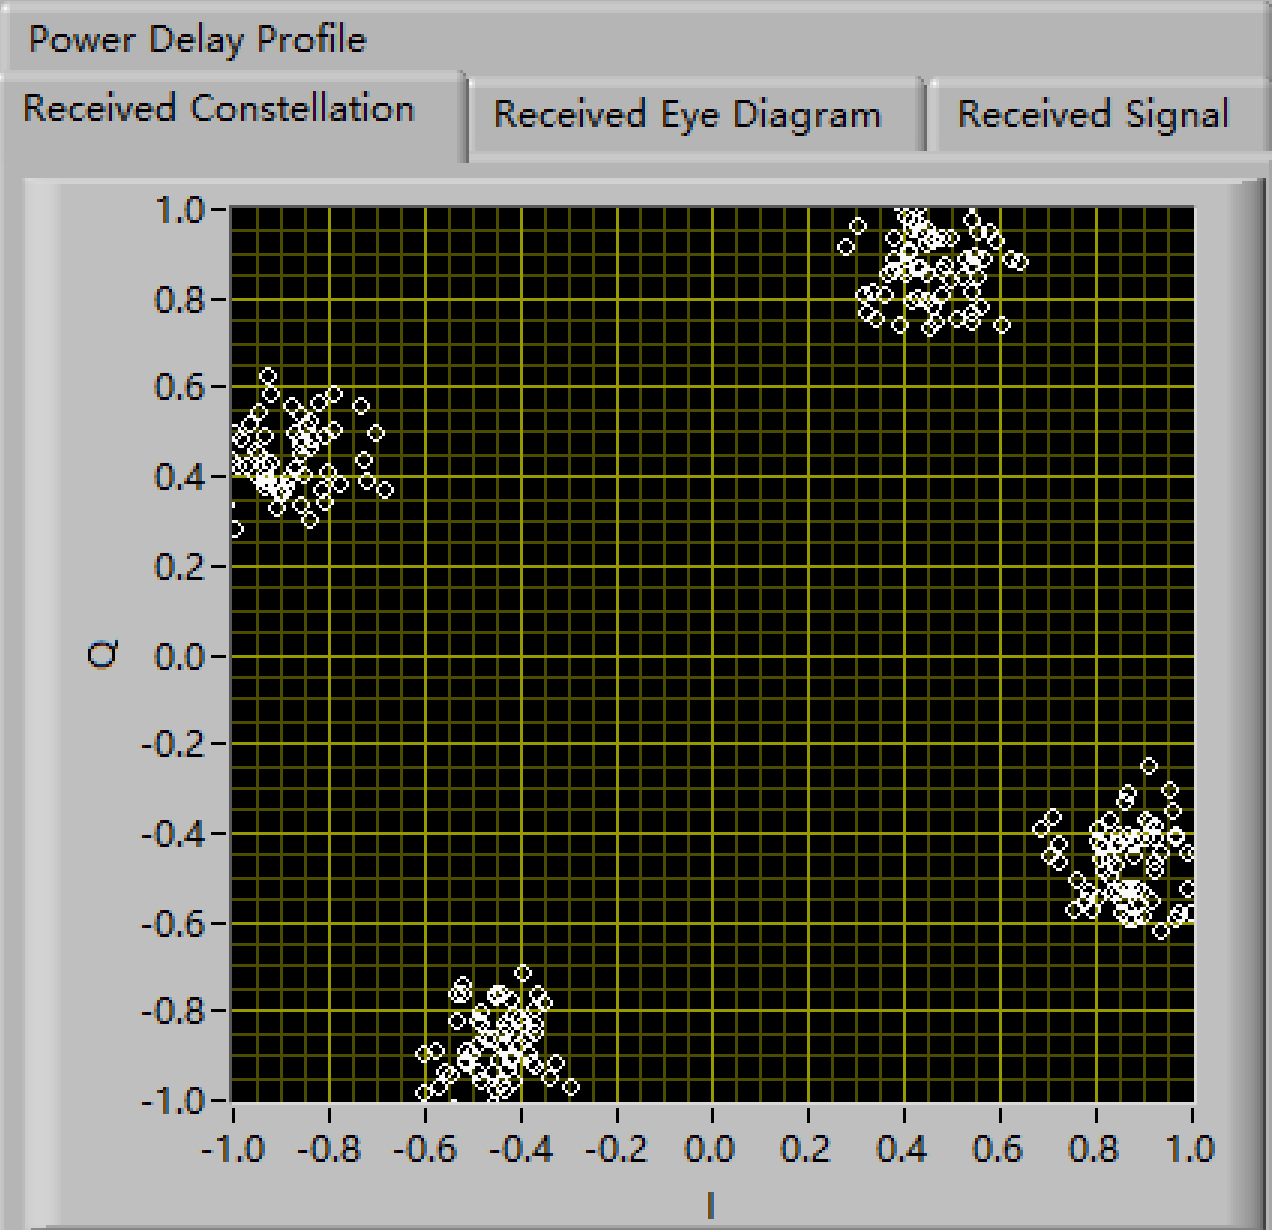 Power Delay Profile
Received Constellation
Received Eye Diagram
Received Signal
1.0
0.8
0.6
0.4
0.2
0.0
-0.2
-0.4
-0.6
-0.8
-1.0
Q
-1.0 -0.8 -0.6 -0.4 -0.2 0.0 0.2 0.4 0.6 0.8 1.0
I